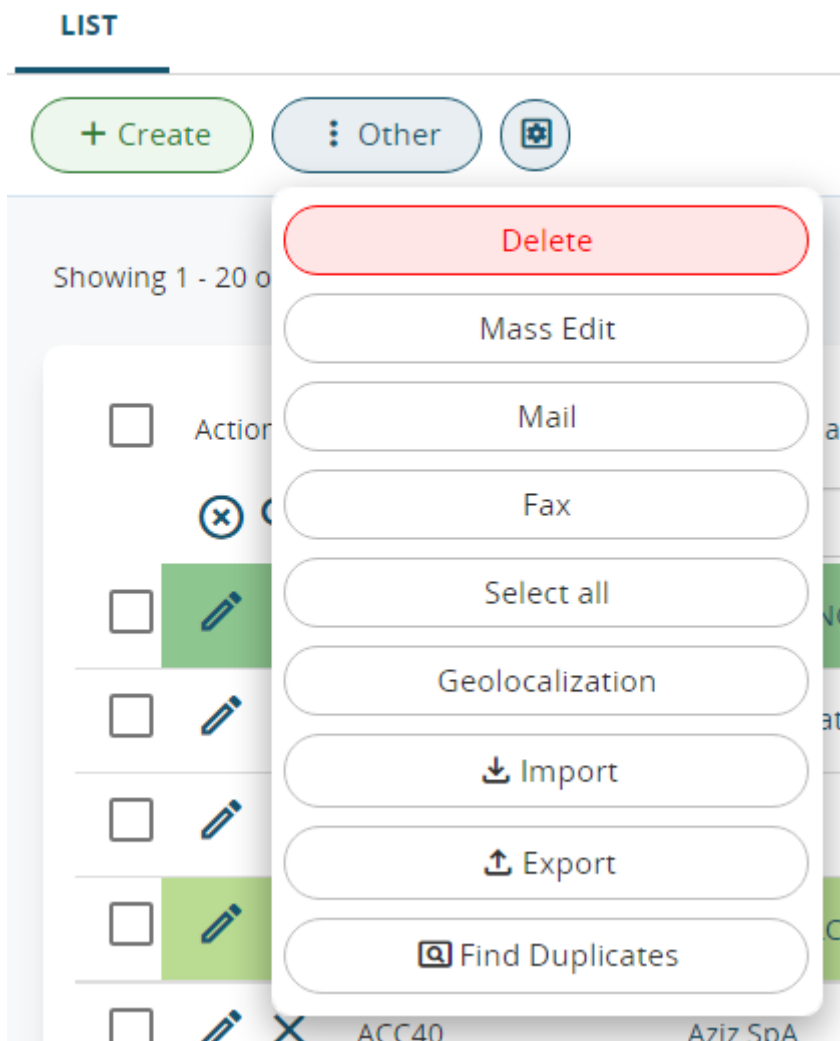 LIST
+ Create
Other
Showing 1 - 20 o
Delete
Mass Edit
Mail
Action
Fax
Select all
Geolocalization
Import
Export
Find Duplicates
ACC40 Aziz SpA